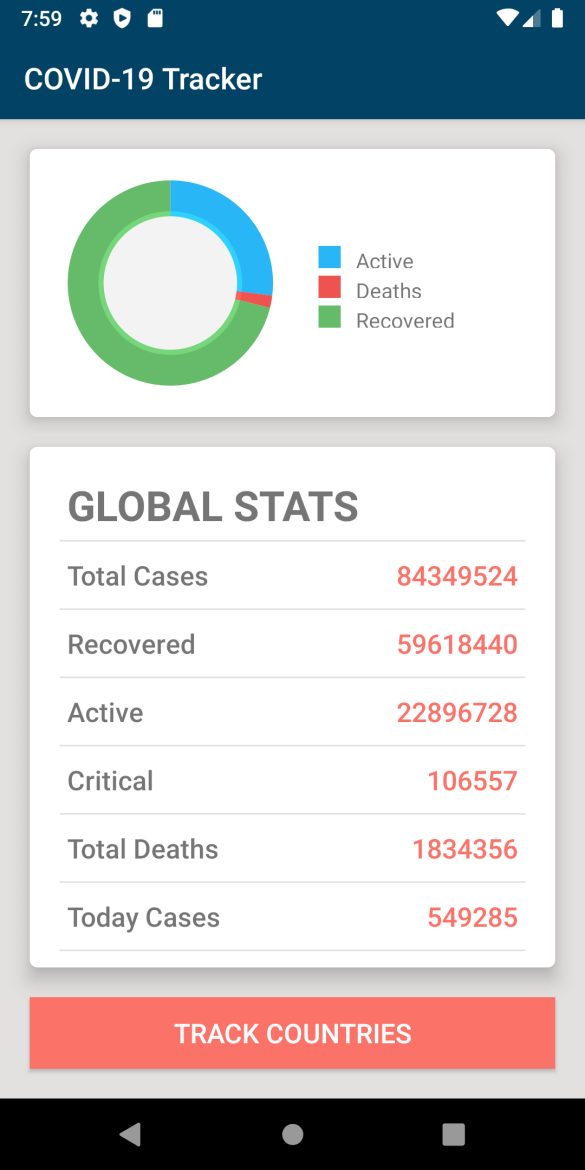 7:59
COVID-19 Tracker
Active
Deaths
Recovered
GLOBAL STATS
Total Cases 84349524
Recovered 59618440
Active 22896728
Critical 106557
Total Deaths 1834356
Today Cases 549285
TRACK COUNTRIES